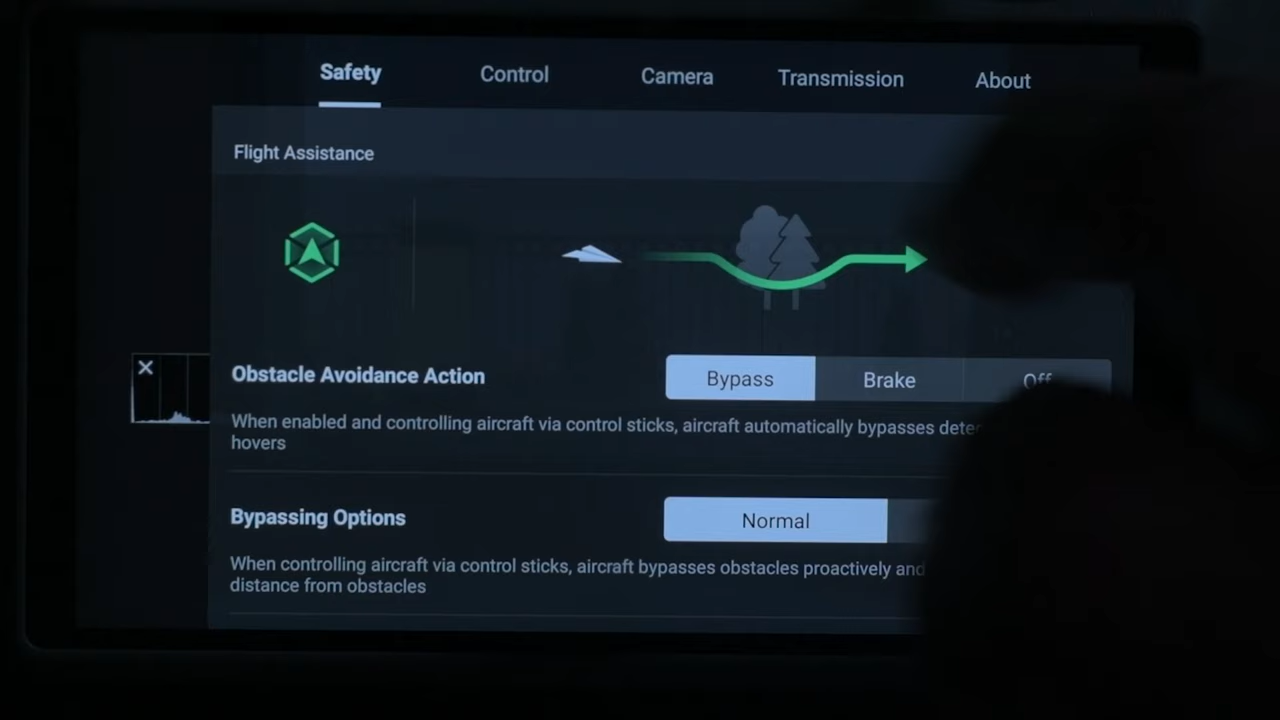 Safety Control Camera Transmission About
Flight Assistance
Obstacle Avoidance Action Bypass Brake Off
When enabled and controlling aircraft via control sticks, aircraft automatically bypasses
hovers
Bypassing Options Normal
When controlling aircraft via control sticks, aircraft bypasses obstacles proactively and
distance from obstacles